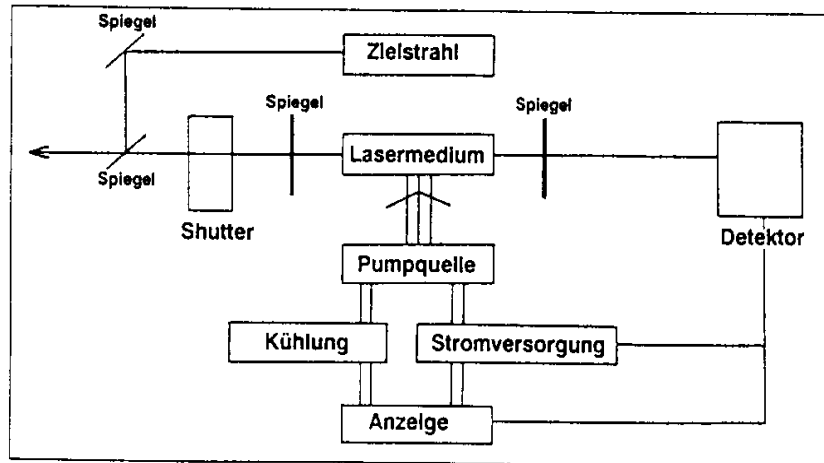 Spiegel
Zielstrahl
Spiegel
Spiegel
Lasermedium
Spiegel
Shutter
Detektor
Pumpquelle
Kühlung
Stromversorgung
Anzeige